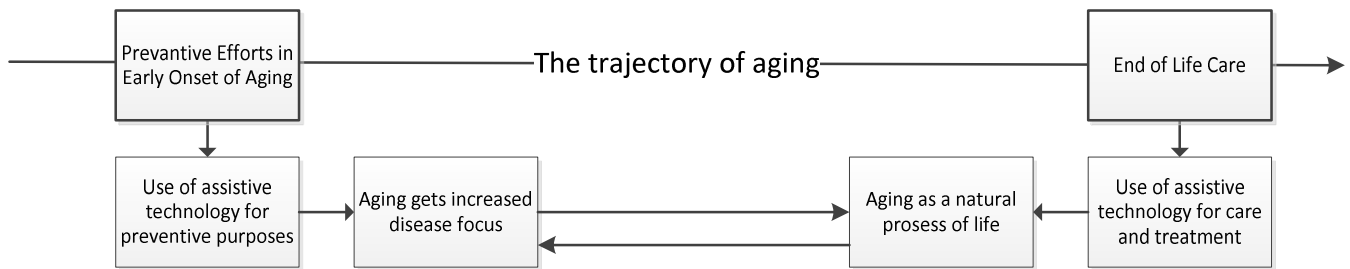 Prevantive Efforts in
Early Onset of Aging
The trajectory of aging
End of Life Care
Use of assistive
technology for
preventive purposes
Aging gets increased
disease focus
Aging as a natural
prosess of life
Use of assistive
technology for care
and treatment